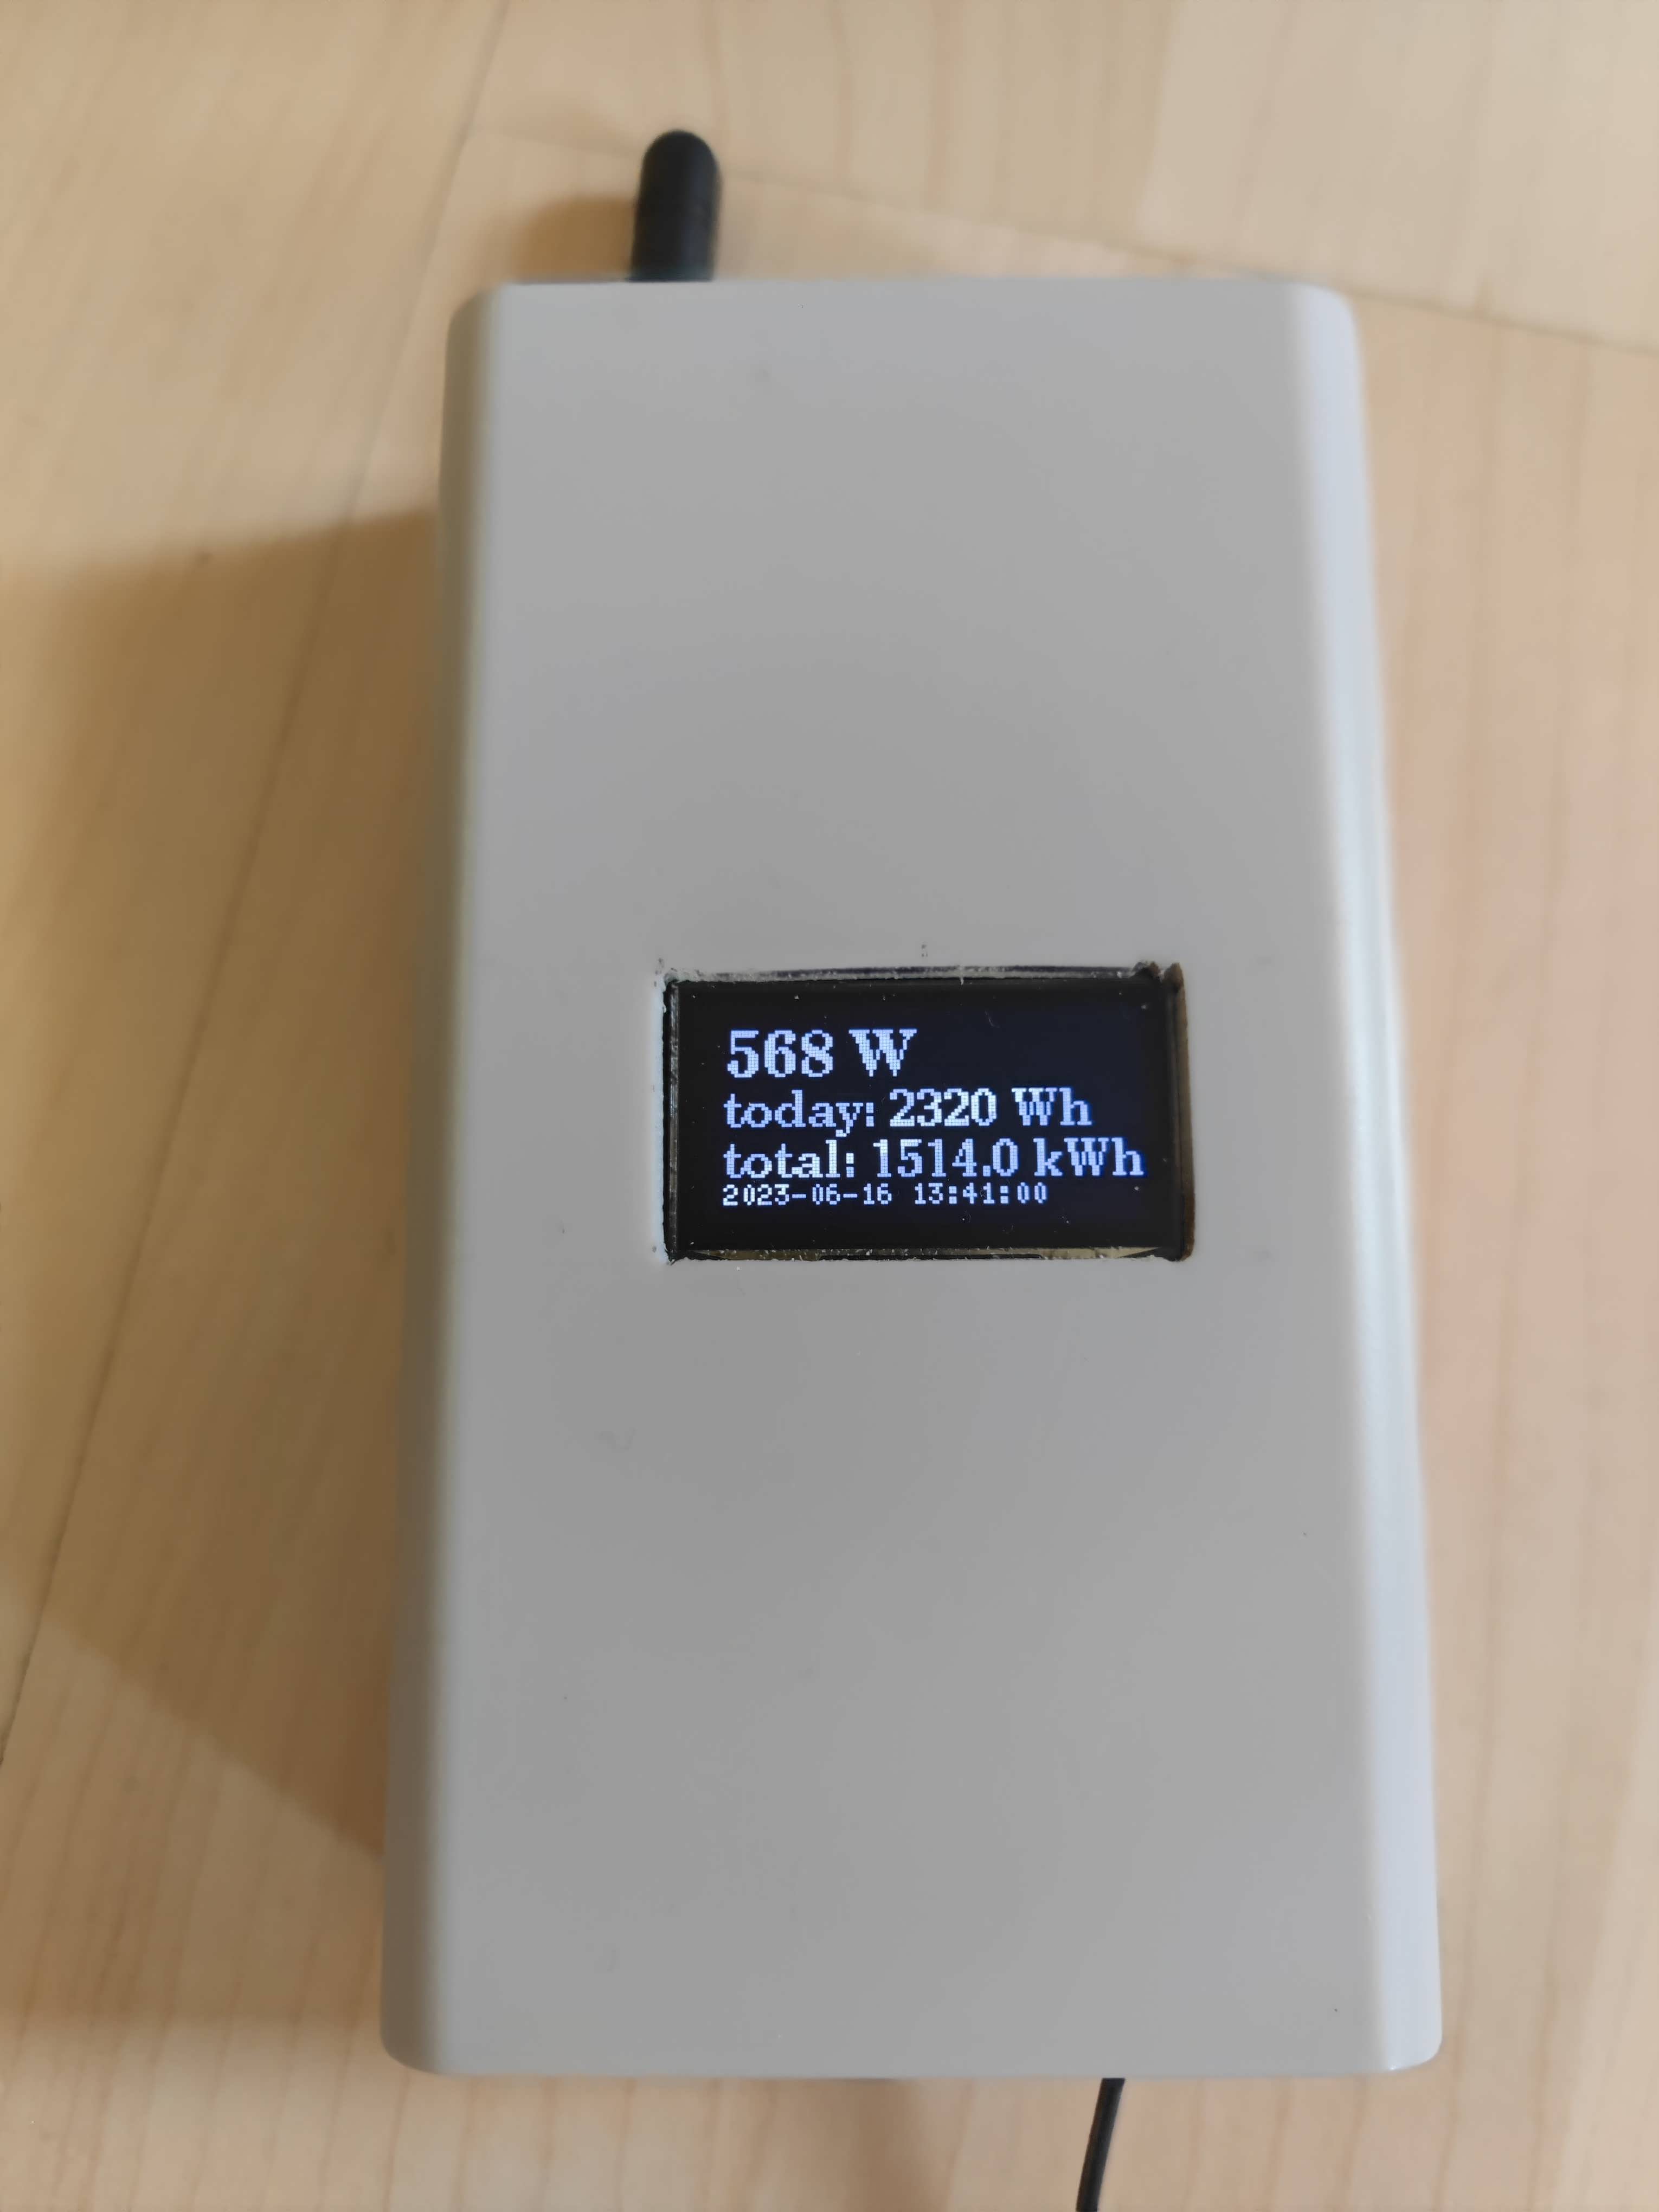 568 W
today: 2320 Wh
total: 1514.0 kWh
2023-06-16 13:41:00